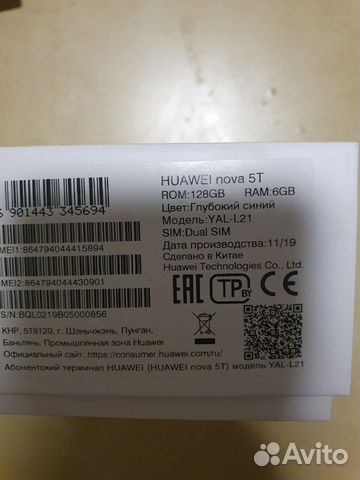 HUAWEI nova 5T
ROM:128GB RAM:6GB
Цвет:Глубокий синий
Модель:YAL-L21
SIM:Dual SIM
Дата производства:11/19
Сделано в Китае
Huawei Technologies Co., Ltd.
6 901443 345694
MEI1:864794044415894
MEI2:864794044430901
S/N:BQL0219B05000856
EAC
TP BY
CE
КНР, 518129, г. Шэньчжэнь, Лунган,
Баньтянь, Промышленная зона Huawei
Официальный сайт: https://consumer.huawei.com/ru/
Абонентский терминал HUAWEI (HUAWEI nova 5T) модель YAL-L21
Avito